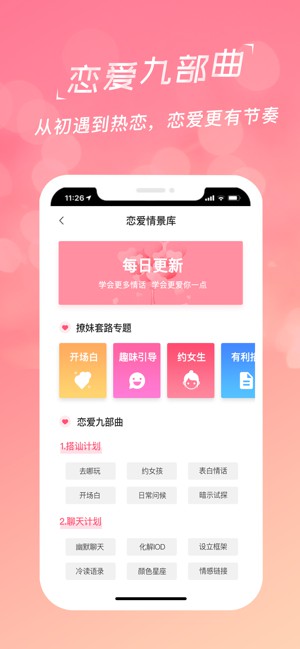 恋爱九部曲
从初遇到热恋，恋爱更有节奏
11:26
恋爱情景库
每日更新
学会更多情话 学会更爱你一点
撩妹套路专题
开场白 趣味引导 约女生 有利
恋爱九部曲
1.搭讪计划
去哪玩 约女孩 表白情话
开场白 日常问候 暗示试探
2.聊天计划
幽默聊天 化解IOD 设立框架
冷读语录 颜色星座 情感链接